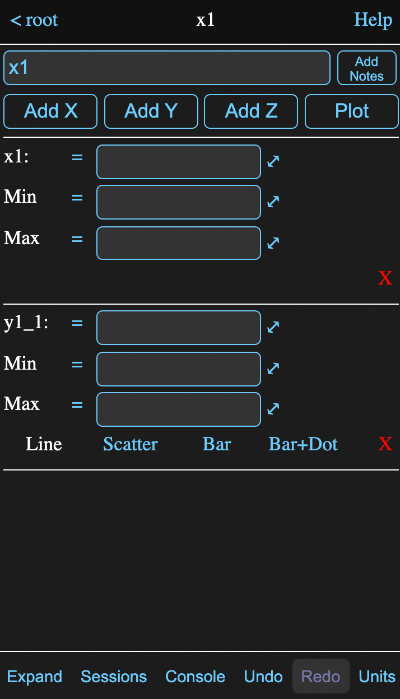 < root x1 Help
x1 Add Notes
Add X Add Y Add Z Plot
x1: =
Min =
Max =
X
y1_1: =
Min =
Max =
Line Scatter Bar Bar+Dot X
Expand Sessions Console Undo Redo Units